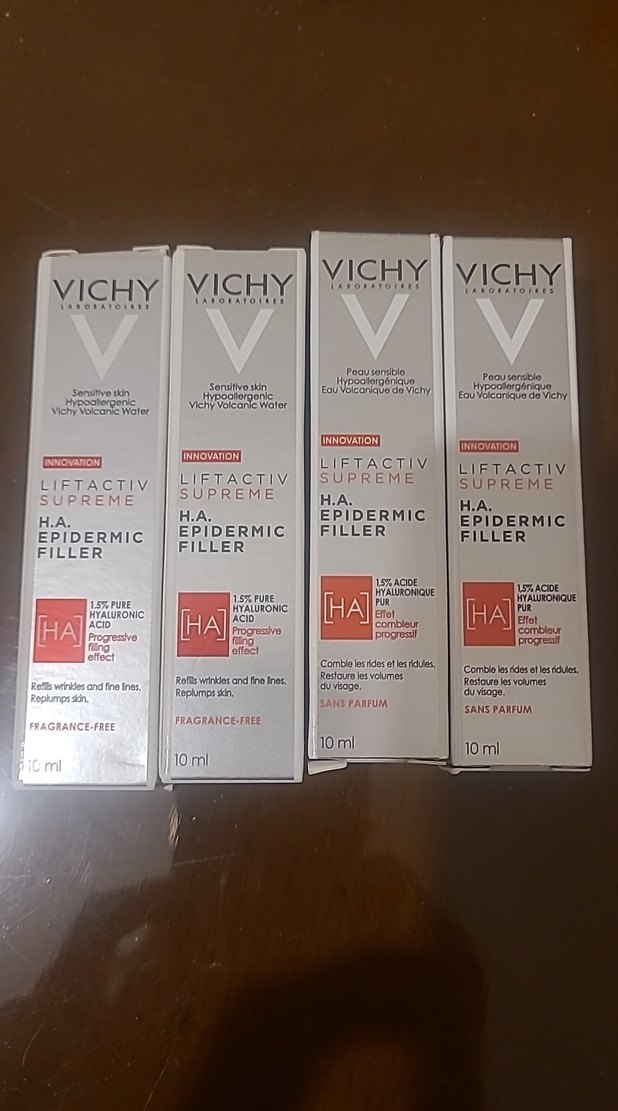 VICHY
LABORATOIRES
Sensitive skin
Hypoallergenic
Vichy Volcanic Water
INNOVATION
LIFTACTIV
SUPREME
H.A.
EPIDERMIC
FILLER
[HA]
1.5% PURE
HYALURONIC
ACID
Progressive
filling
effect
Refills wrinkles and fine lines.
Replumps skin.
FRAGRANCE-FREE
10 ml
VICHY
LABORATOIRES
Sensitive skin
Hypoallergenic
Vichy Volcanic Water
INNOVATION
LIFTACTIV
SUPREME
H.A.
EPIDERMIC
FILLER
[HA]
1.5% PURE
HYALURONIC
ACID
Progressive
filling
effect
Refills wrinkles and fine lines.
Replumps skin.
FRAGRANCE-FREE
10 ml
VICHY
LABORATOIRES
Peau sensible
Hypoallergénique
Eau Volcanique de Vichy
INNOVATION
LIFTACTIV
SUPREME
H.A.
EPIDERMIC
FILLER
[HA]
1,5% ACIDE
HYALURONIQUE
PUR
Effet
combleur
progressif
Comble les rides et les ridules.
Restaure les volumes
du visage.
SANS PARFUM
10 ml
VICHY
LABORATOIRES
Peau sensible
Hypoallergénique
Eau Volcanique de Vichy
INNOVATION
LIFTACTIV
SUPREME
H.A.
EPIDERMIC
FILLER
[HA]
1,5% ACIDE
HYALURONIQUE
PUR
Effet
combleur
progressif
Comble les rides et les ridules.
Restaure les volumes
du visage.
SANS PARFUM
10 ml